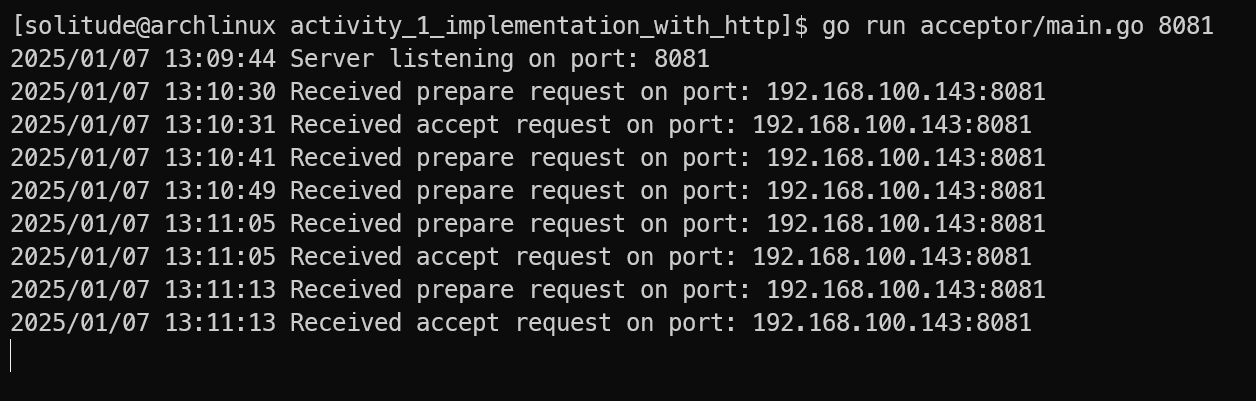 [solitude@archlinux activity_1_implementation_with_http]$ go run acceptor/main.go 8081
2025/01/07 13:09:44 Server listening on port: 8081
2025/01/07 13:10:30 Received prepare request on port: 192.168.100.143:8081
2025/01/07 13:10:31 Received accept request on port: 192.168.100.143:8081
2025/01/07 13:10:41 Received prepare request on port: 192.168.100.143:8081
2025/01/07 13:10:49 Received prepare request on port: 192.168.100.143:8081
2025/01/07 13:11:05 Received prepare request on port: 192.168.100.143:8081
2025/01/07 13:11:05 Received accept request on port: 192.168.100.143:8081
2025/01/07 13:11:13 Received prepare request on port: 192.168.100.143:8081
2025/01/07 13:11:13 Received accept request on port: 192.168.100.143:8081